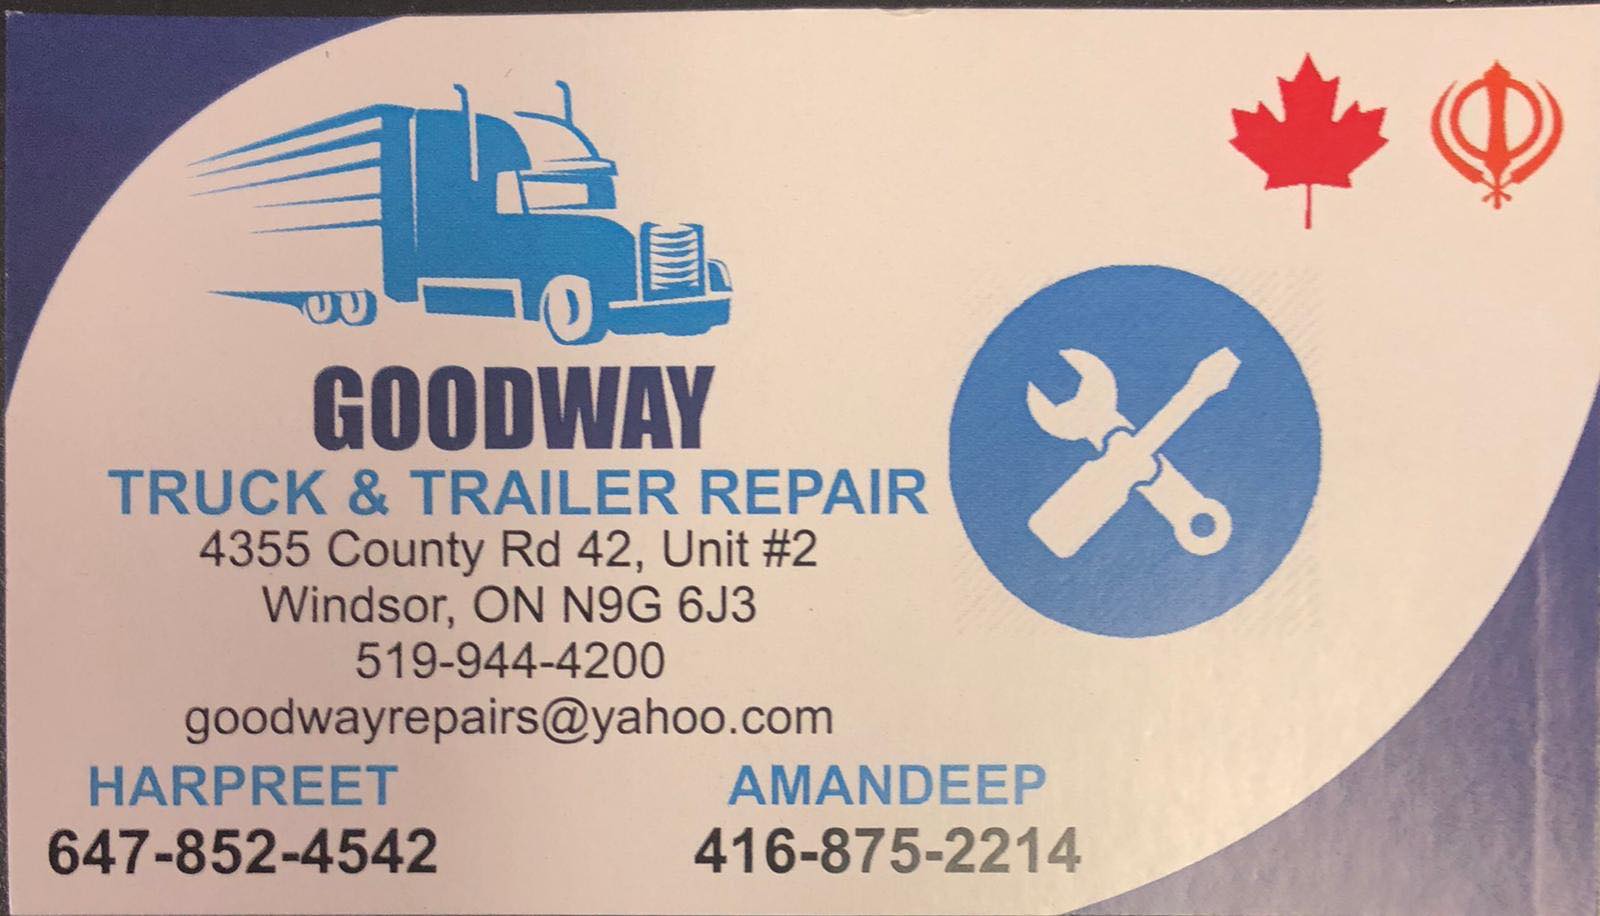 GOODWAY
TRUCK & TRAILER REPAIR
4355 County Rd 42, Unit #2
Windsor, ON N9G 6J3
519-944-4200
goodwayrepairs@yahoo.com
HARPREET AMANDEEP
647-852-4542 416-875-2214